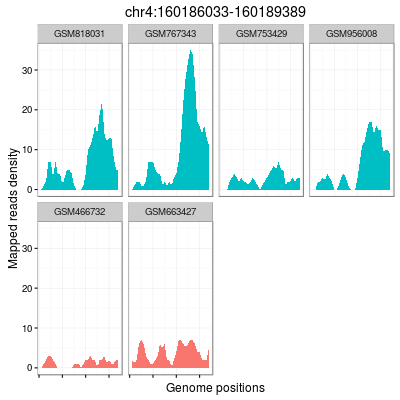 chr4:160186033-160189389
GSM818031 GSM767343 GSM753429 GSM956008
30
20
10
0
GSM466732 GSM663427
30
20
10
0
Mapped reads density
Genome positions